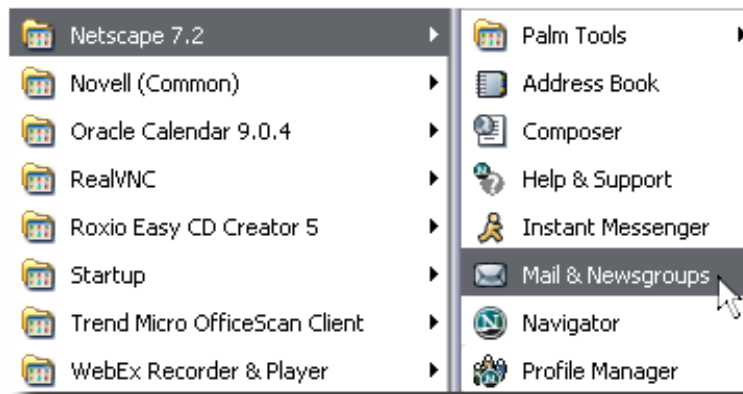 Netscape 7.2
Novell (Common)
Oracle Calendar 9.0.4
RealVNC
Roxio Easy CD Creator 5
Startup
Trend Micro OfficeScan Client
WebEx Recorder & Player
Palm Tools
Address Book
Composer
Help & Support
Instant Messenger
Mail & Newsgroups
Navigator
Profile Manager